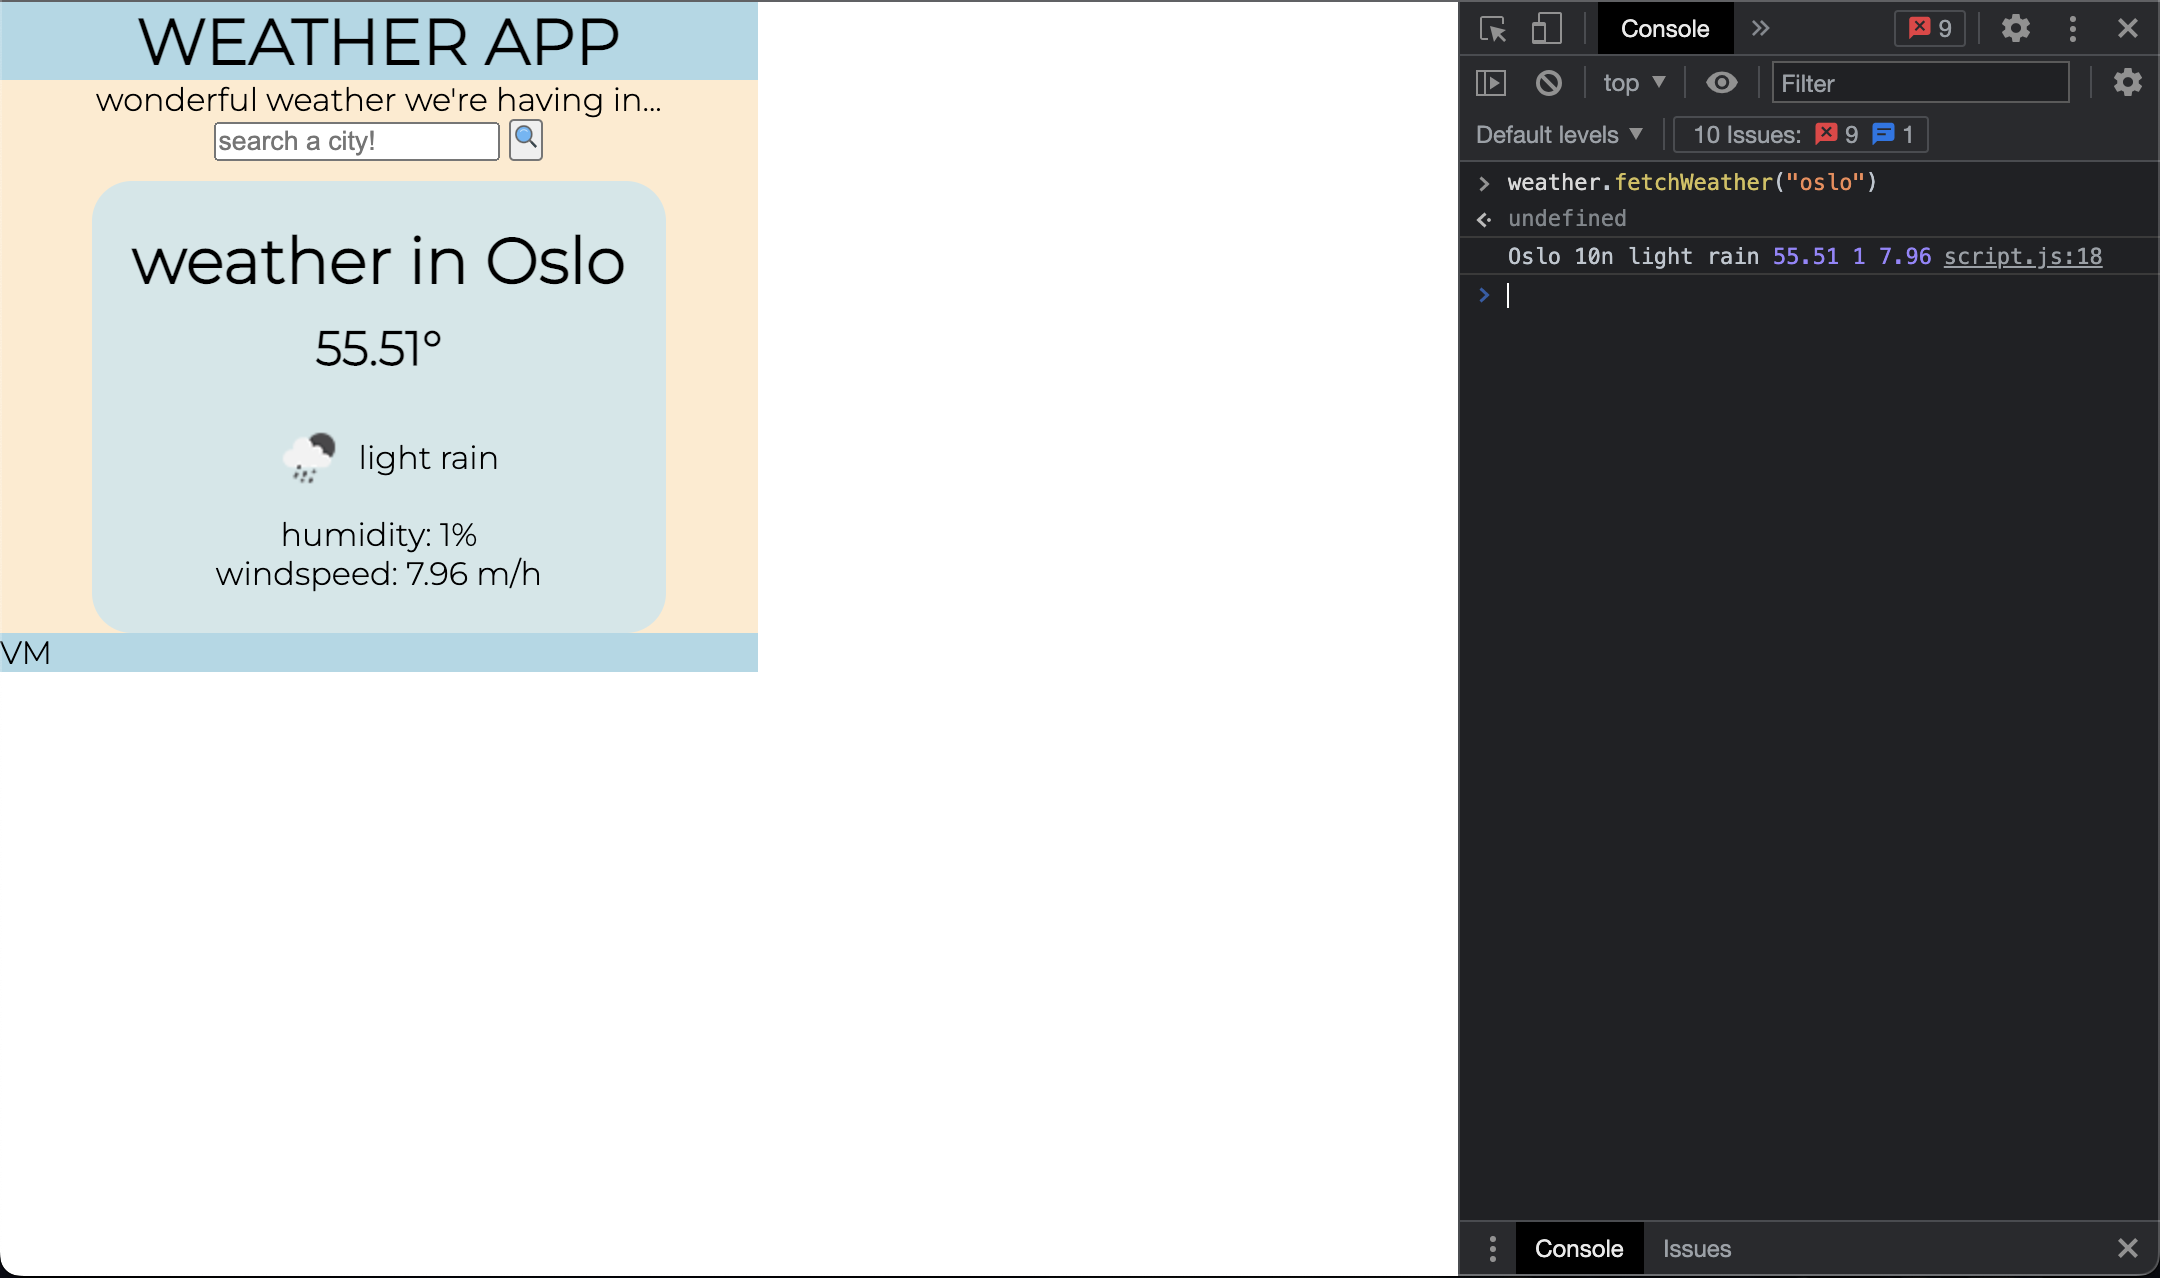 WEATHER APP
wonderful weather we're having in...
search a city!
weather in Oslo
55.51°
light rain
humidity: 1%
windspeed: 7.96 m/h
VM
Console
9
top
Filter
Default levels
10 Issues: 9 1
weather.fetchWeather("oslo")
undefined
Oslo 10n light rain 55.51 1 7.96 script.js:18
Console Issues